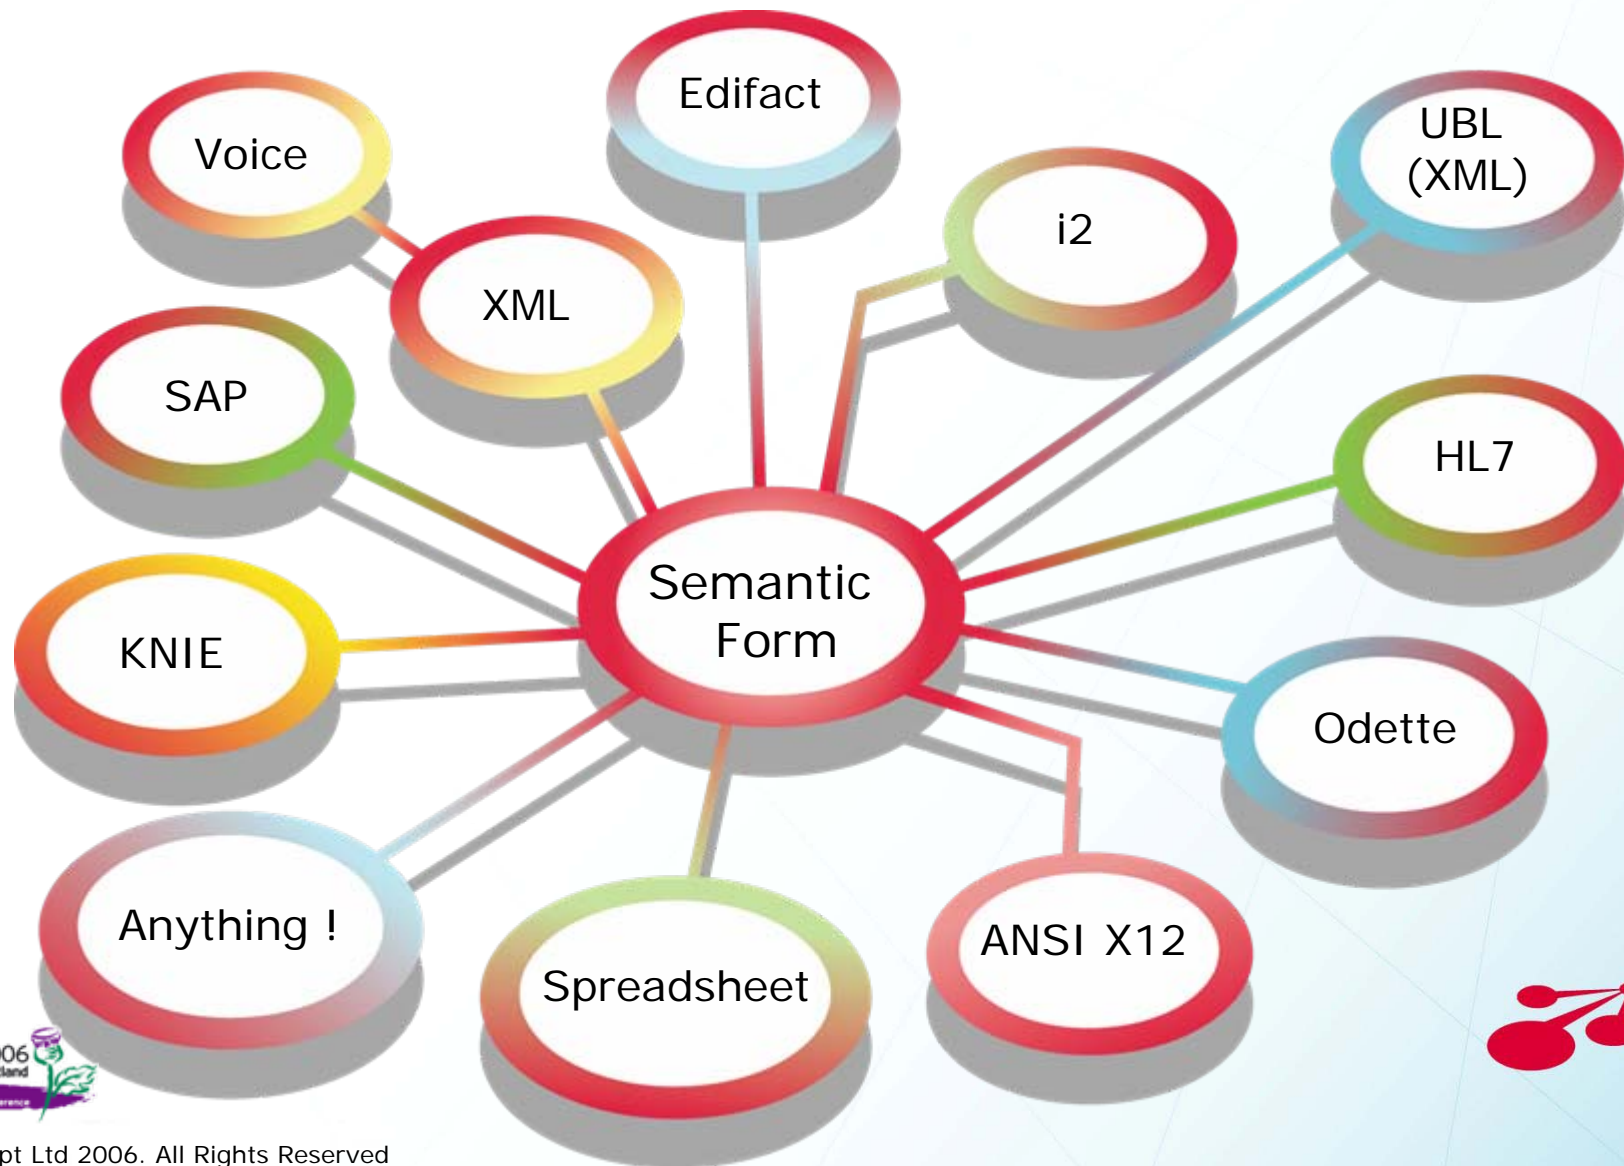 Edifact
UBL
(XML)
Voice
i2
XML
SAP
HL7
Semantic
Form
KNIE
Odette
Anything !
ANSI X12
Spreadsheet
pt Ltd 2006. All Rights Reserved